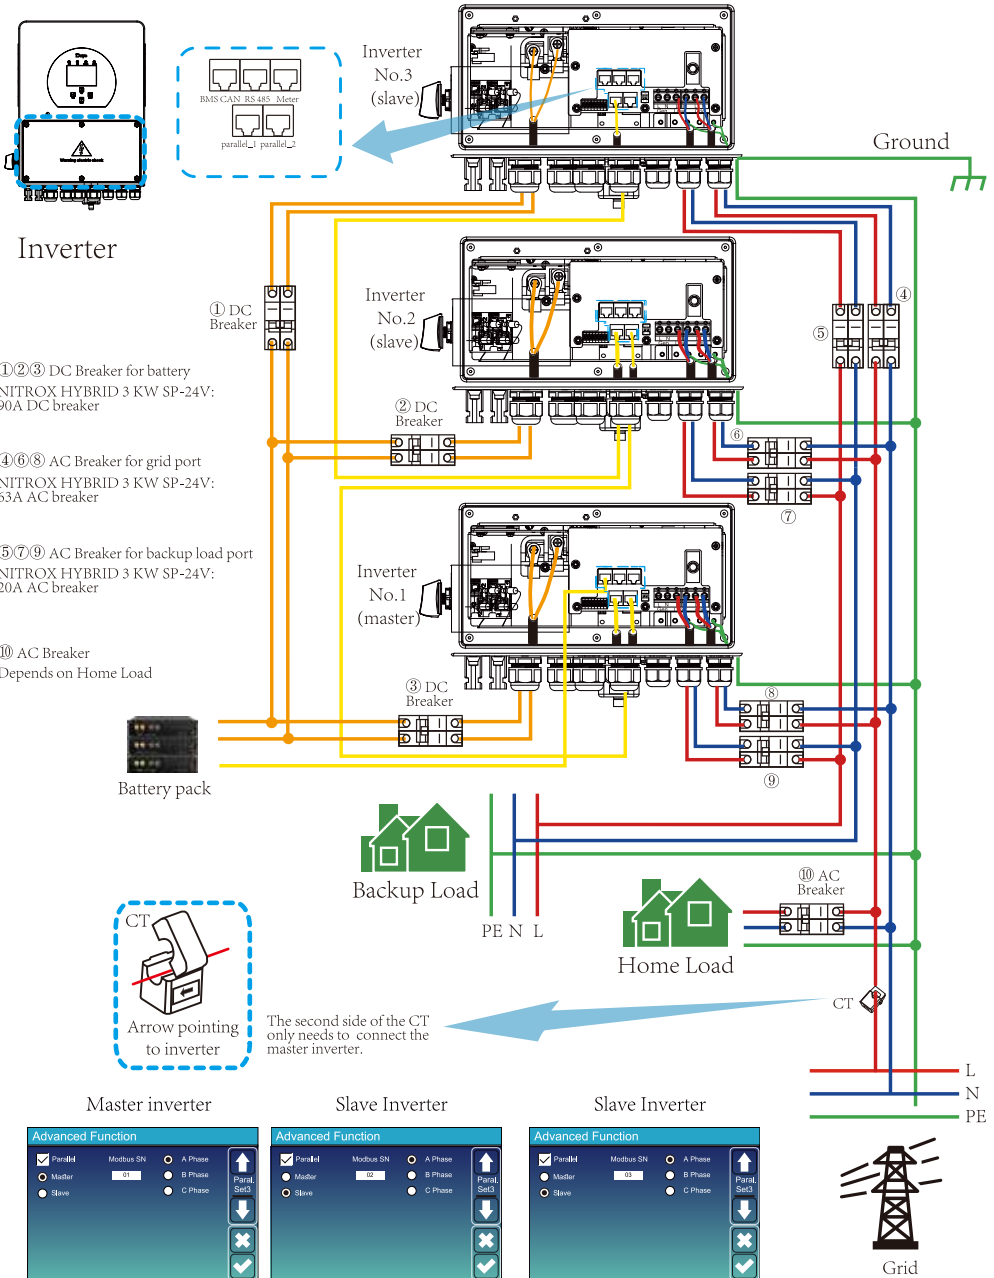 Inverter
No.3
(slave)
BMS CAN RS 485 Meter
parallel_1 parallel_2
Ground
Warning electric shock
Inverter
① DC
Breaker
Inverter
No.2
(slave)
④
⑤
①②③ DC Breaker for battery
NITROX HYBRID 3 KW SP-24V:
90A DC breaker
② DC
Breaker
⑥
④⑥⑧ AC Breaker for grid port
NITROX HYBRID 3 KW SP-24V:
63A AC breaker
⑦
⑤⑦⑨ AC Breaker for backup load port
NITROX HYBRID 3 KW SP-24V:
20A AC breaker
Inverter
No.1
(master)
⑩ AC Breaker
Depends on Home Load
③ DC
Breaker
⑧
⑨
Battery pack
Backup Load
PE N L
⑩ AC
Breaker
Home Load
CT
Arrow pointing
to inverter
The second side of the CT
only needs to connect the
master inverter.
CT
L
N
PE
Master inverter
Slave Inverter
Slave Inverter
Advanced Function
Parallel Modbus SN A Phase
Master 01 B Phase
Slave C Phase
Paral.
Set3
Advanced Function
Parallel Modbus SN A Phase
Master 02 B Phase
Slave C Phase
Paral.
Set3
Advanced Function
Parallel Modbus SN A Phase
Master 03 B Phase
Slave C Phase
Paral.
Set3
Grid